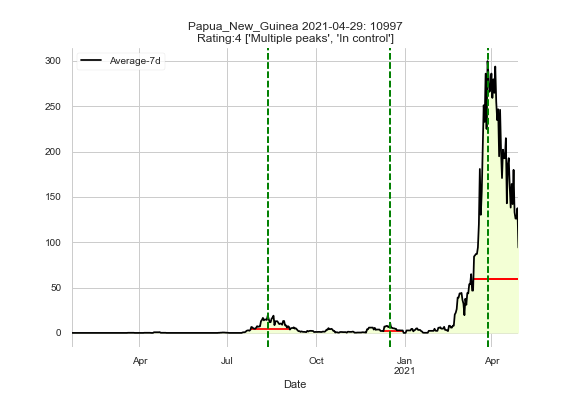 Papua_New_Guinea 2021-04-29: 10997
Rating:4 ['Multiple peaks', 'In control']
Average-7d
300
250
200
150
100
50
0
Apr
Jul
Oct
Jan
2021
Apr
Date